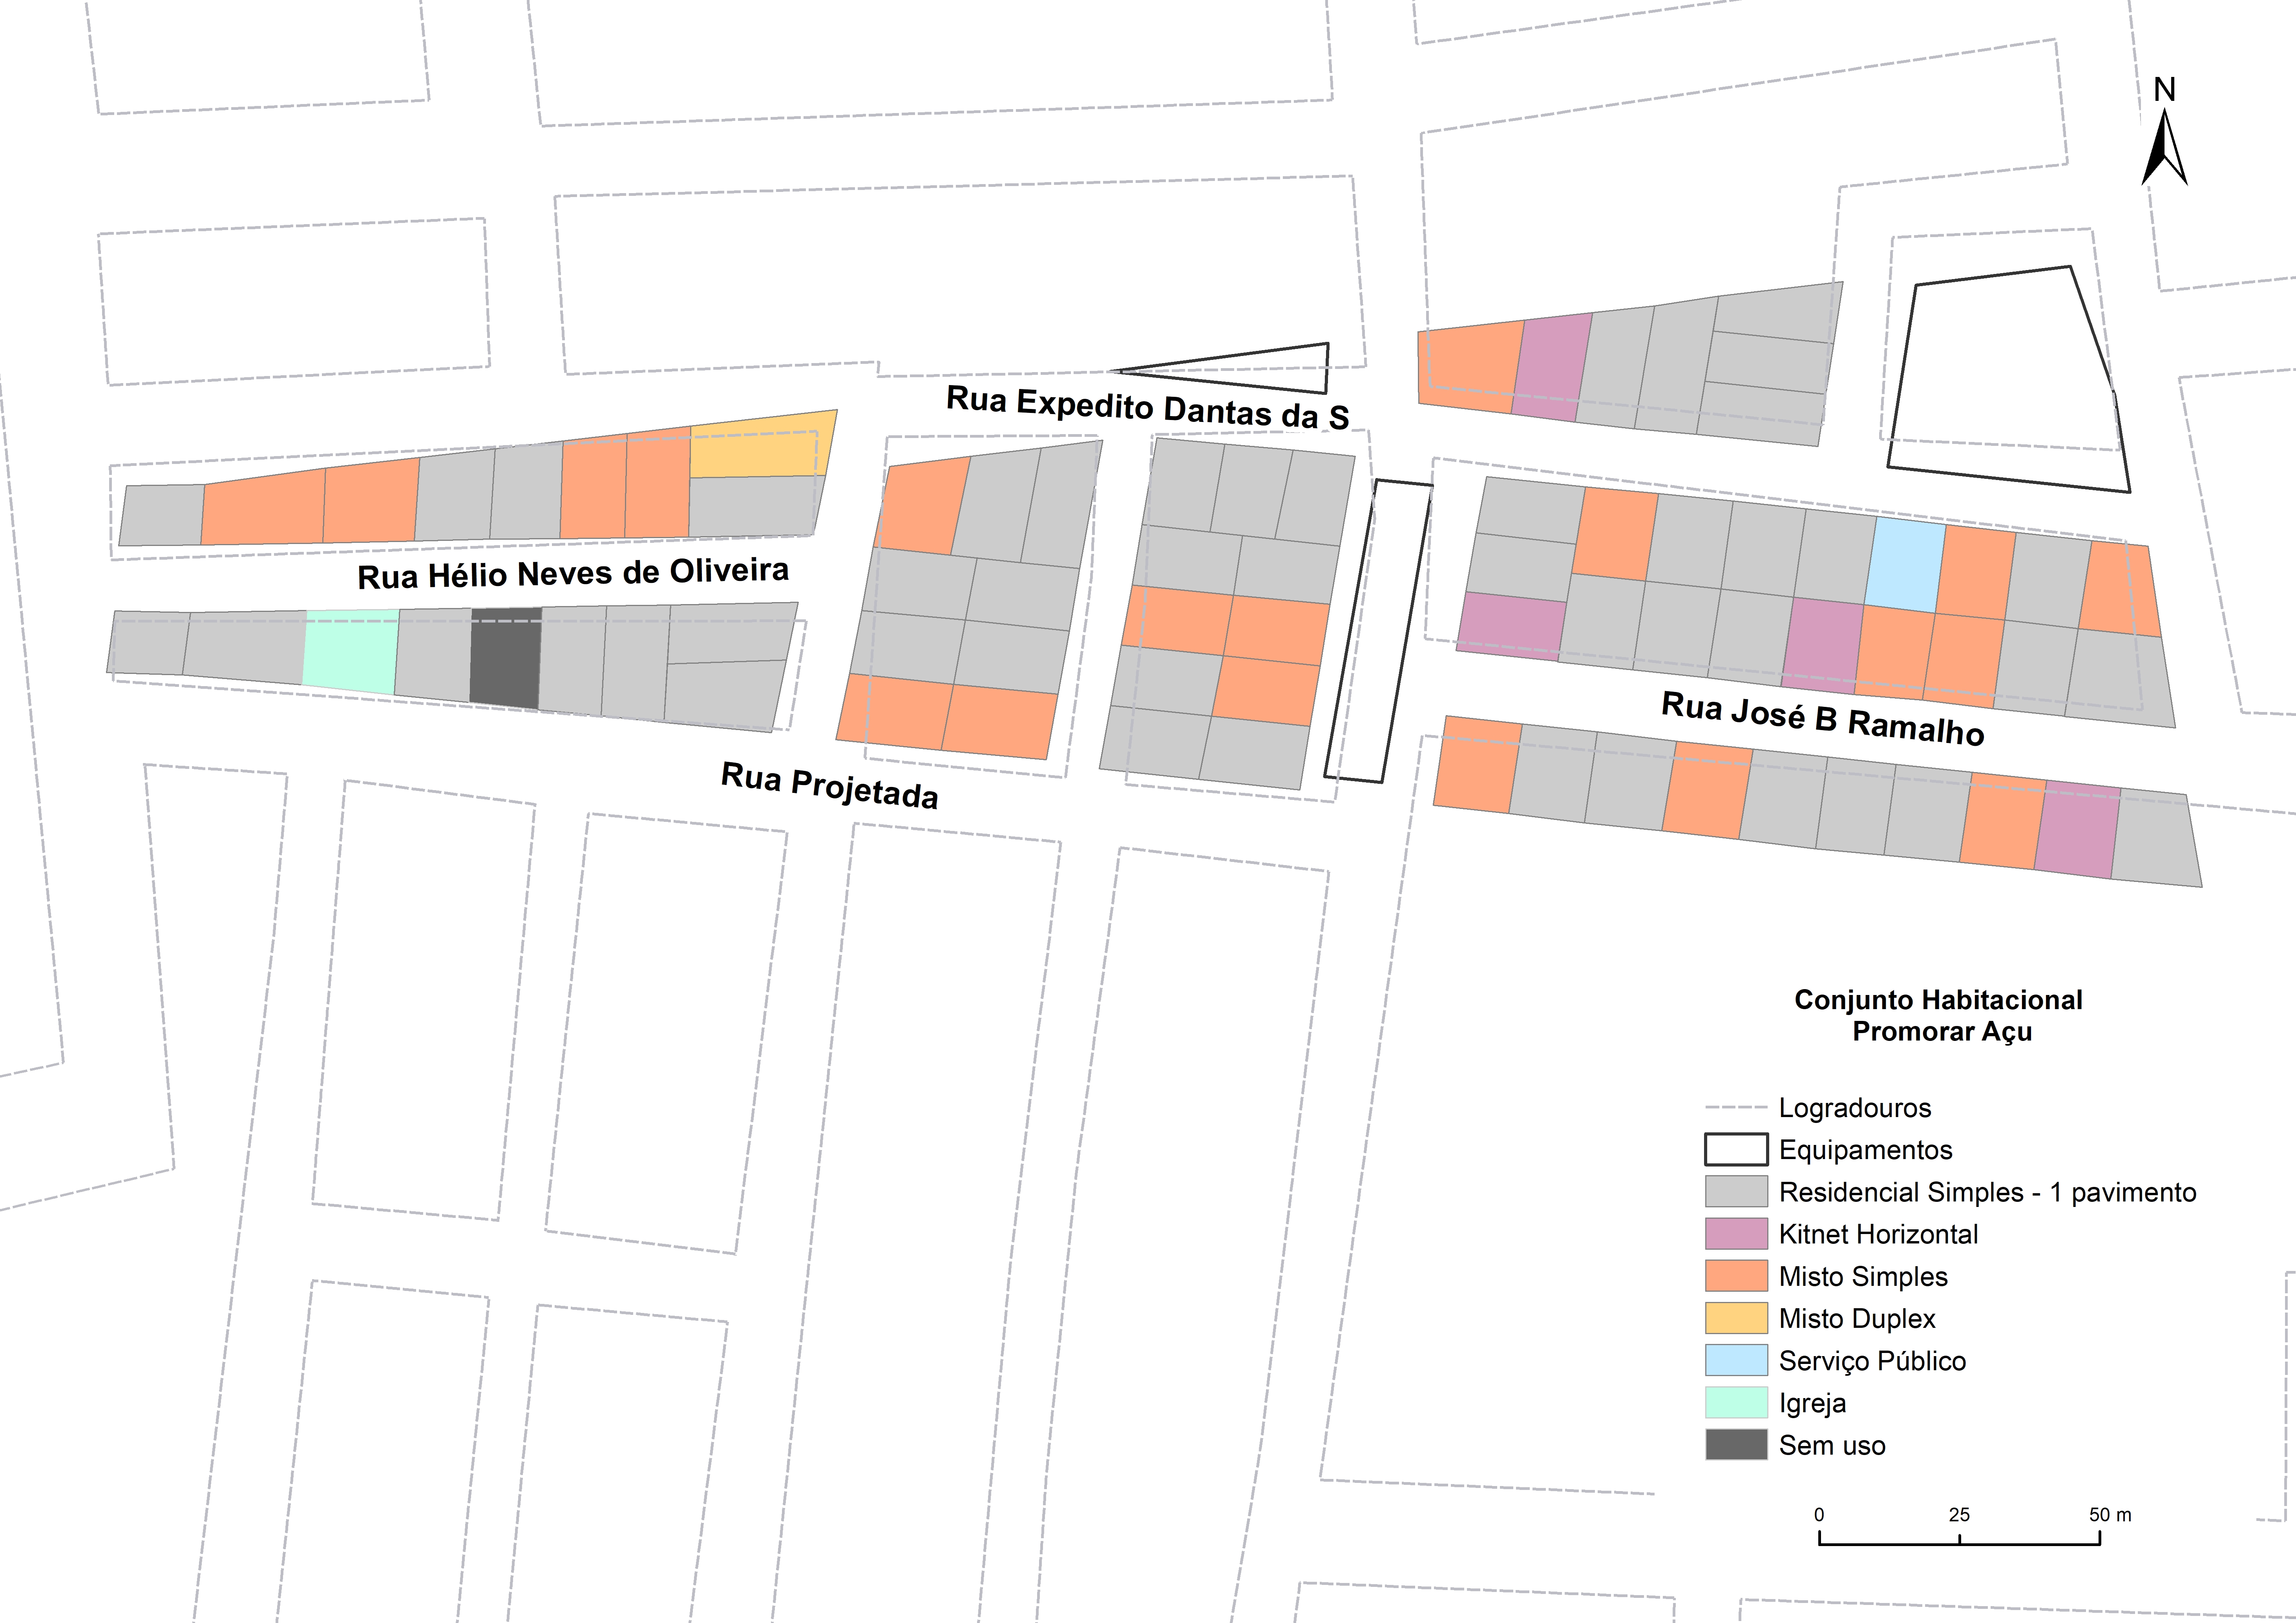 N
Rua Expedito Dantas da S
Rua Hélio Neves de Oliveira
Rua José B Ramalho
Rua Projetada
Conjunto Habitacional
Promorar Açu
Logradouros
Equipamentos
Residencial Simples - 1 pavimento
Kitnet Horizontal
Misto Simples
Misto Duplex
Serviço Público
Igreja
Sem uso
0 25 50 m